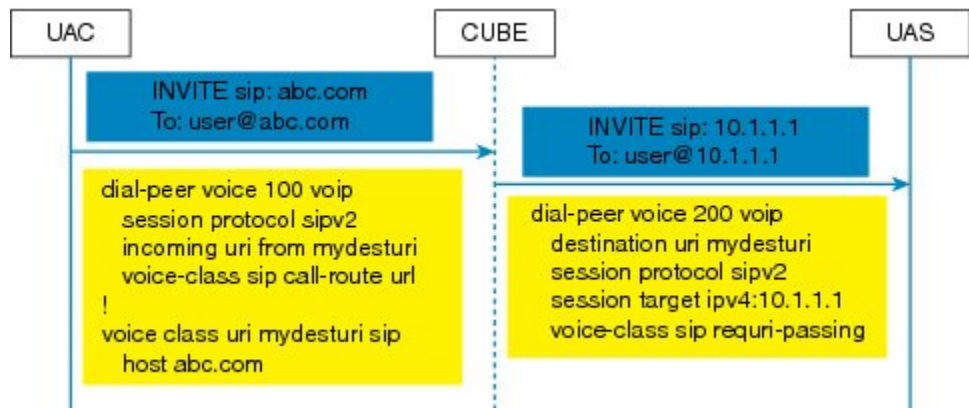 UAC
CUBE
UAS
INVITE sip: abc.com
To: user@abc.com
INVITE sip: 10.1.1.1
To: user@10.1.1.1
dial-peer voice 100 voip
session protocol sipv2
incoming uri from mydesturi
voice-class sip call-route url
!
voice class uri mydesturi sip
host abc.com
dial-peer voice 200 voip
destination uri mydesturi
session protocol sipv2
session target ipv4:10.1.1.1
voice-class sip requri-passing